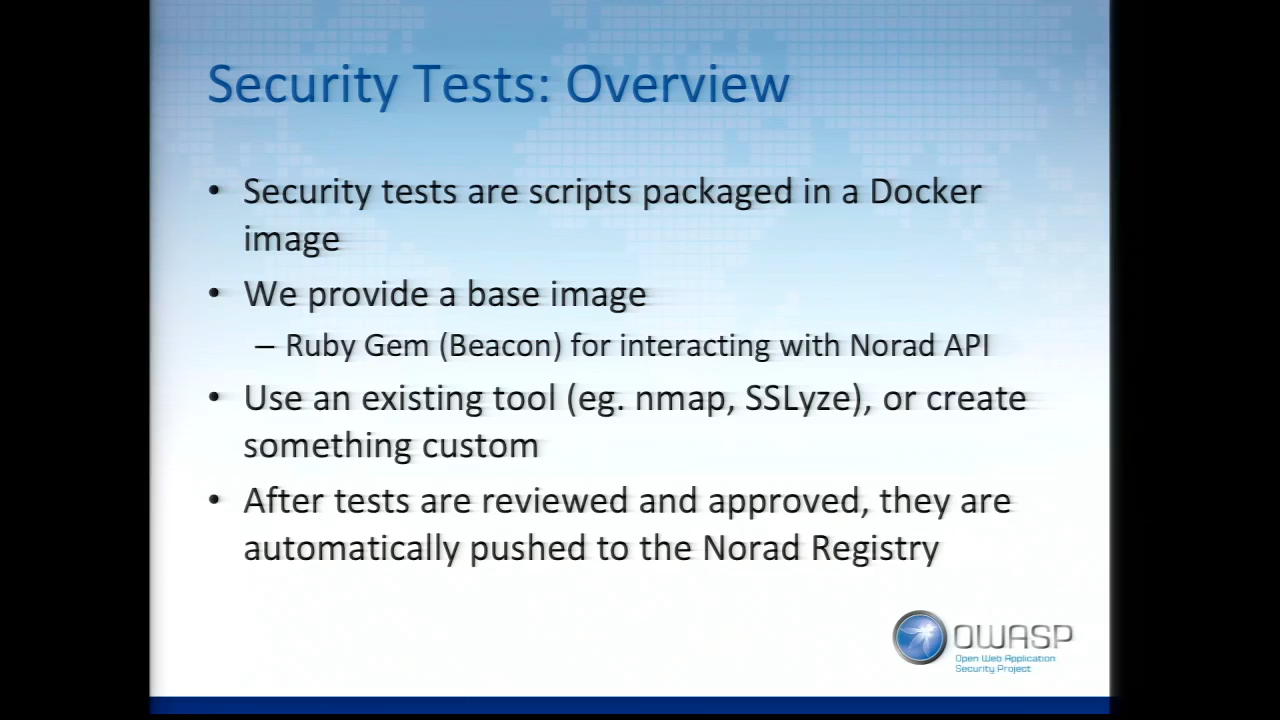 Security Tests: Overview
• Security tests are scripts packaged in a Docker
image
• We provide a base image
– Ruby Gem (Beacon) for interacting with Norad API
• Use an existing tool (eg. nmap, SSLyze), or create
something custom
• After tests are reviewed and approved, they are
automatically pushed to the Norad Registry
OWASP
Open Web Application
Security Project